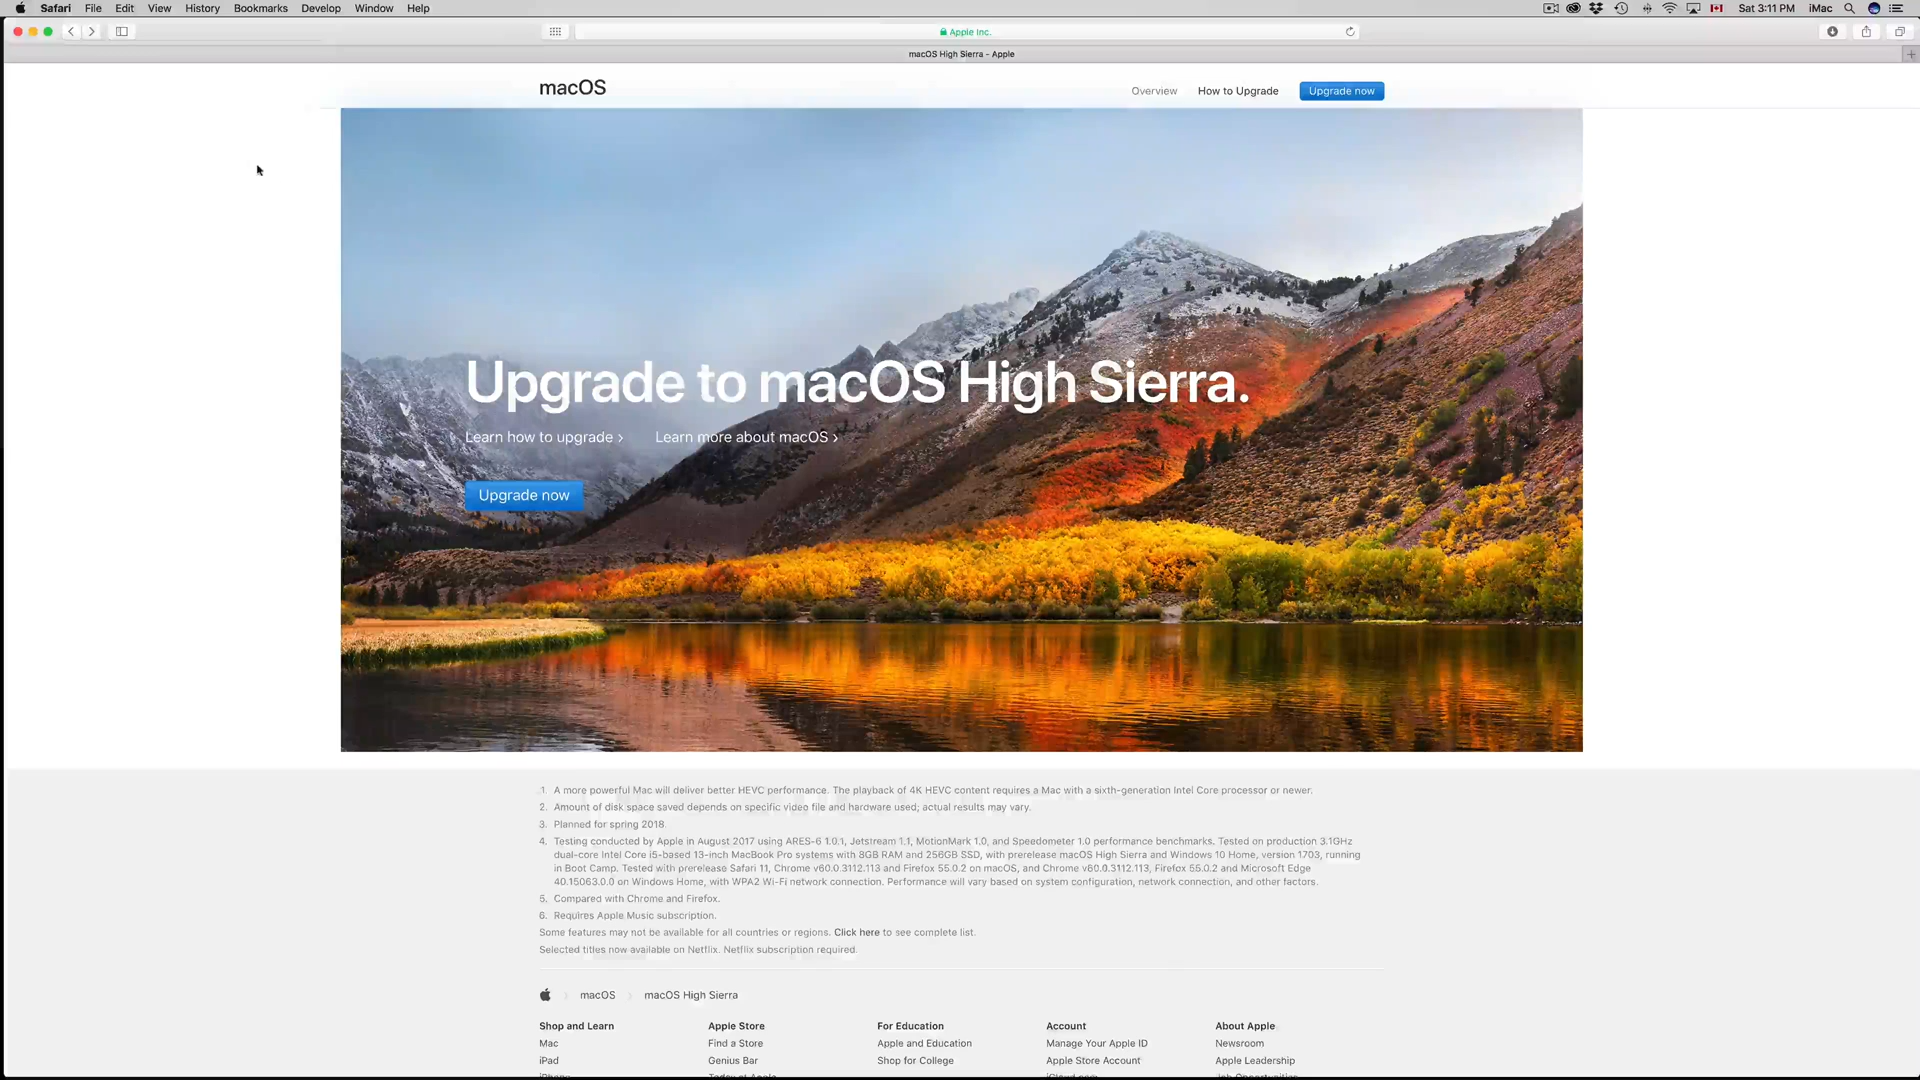 Safari File Edit View History Bookmarks Develop Window Help Sat 3:11 PM iMac
Apple Inc.
macOS High Sierra - Apple
macOS Overview How to Upgrade Upgrade now
Upgrade to macOS High Sierra.
Learn how to upgrade › Learn more about macOS ›
Upgrade now
1. A more powerful Mac will deliver better HEVC performance. The playback of 4K HEVC content requires a Mac with a sixth-generation Intel Core processor or newer.
2. Amount of disk space saved depends on specific video file and hardware used; actual results may vary.
3. Planned for spring 2018.
4. Testing conducted by Apple in August 2017 using ARES-6 1.0.1, Jetstream 1.1, MotionMark 1.0, and Speedometer 1.0 performance benchmarks. Tested on production 3.1GHz
dual-core Intel Core i5-based 13-inch MacBook Pro systems with 8GB RAM and 256GB SSD, with prerelease macOS High Sierra and Windows 10 Home, version 1703, running
in Boot Camp. Tested with prerelease Safari 11, Chrome v60.0.3112.113 and Firefox 55.0.2 on macOS, and Chrome v60.0.3112.113, Firefox 55.0.2 and Microsoft Edge
40.15063.0.0 on Windows Home, with WPA2 Wi-Fi network connection. Performance will vary based on system configuration, network connection, and other factors.
5. Compared with Chrome and Firefox.
6. Requires Apple Music subscription.
Some features may not be available for all countries or regions. Click here to see complete list.
Selected titles now available on Netflix. Netflix subscription required.
macOS macOS High Sierra
Shop and Learn Apple Store For Education Account About Apple
Mac Find a Store Apple and Education Manage Your Apple ID Newsroom
iPad Genius Bar Shop for College Apple Store Account Apple Leadership